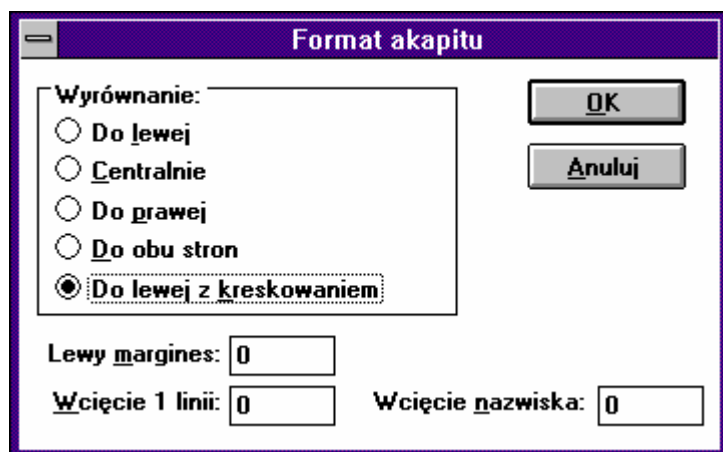 Format akapitu
Wyrównanie:
Do lewej
Centralnie
Do prawej
Do obu stron
Do lewej z kreskowaniem
OK
Anuluj
Lewy margines: 0
Wcięcie 1 linii: 0
Wcięcie nazwiska: 0